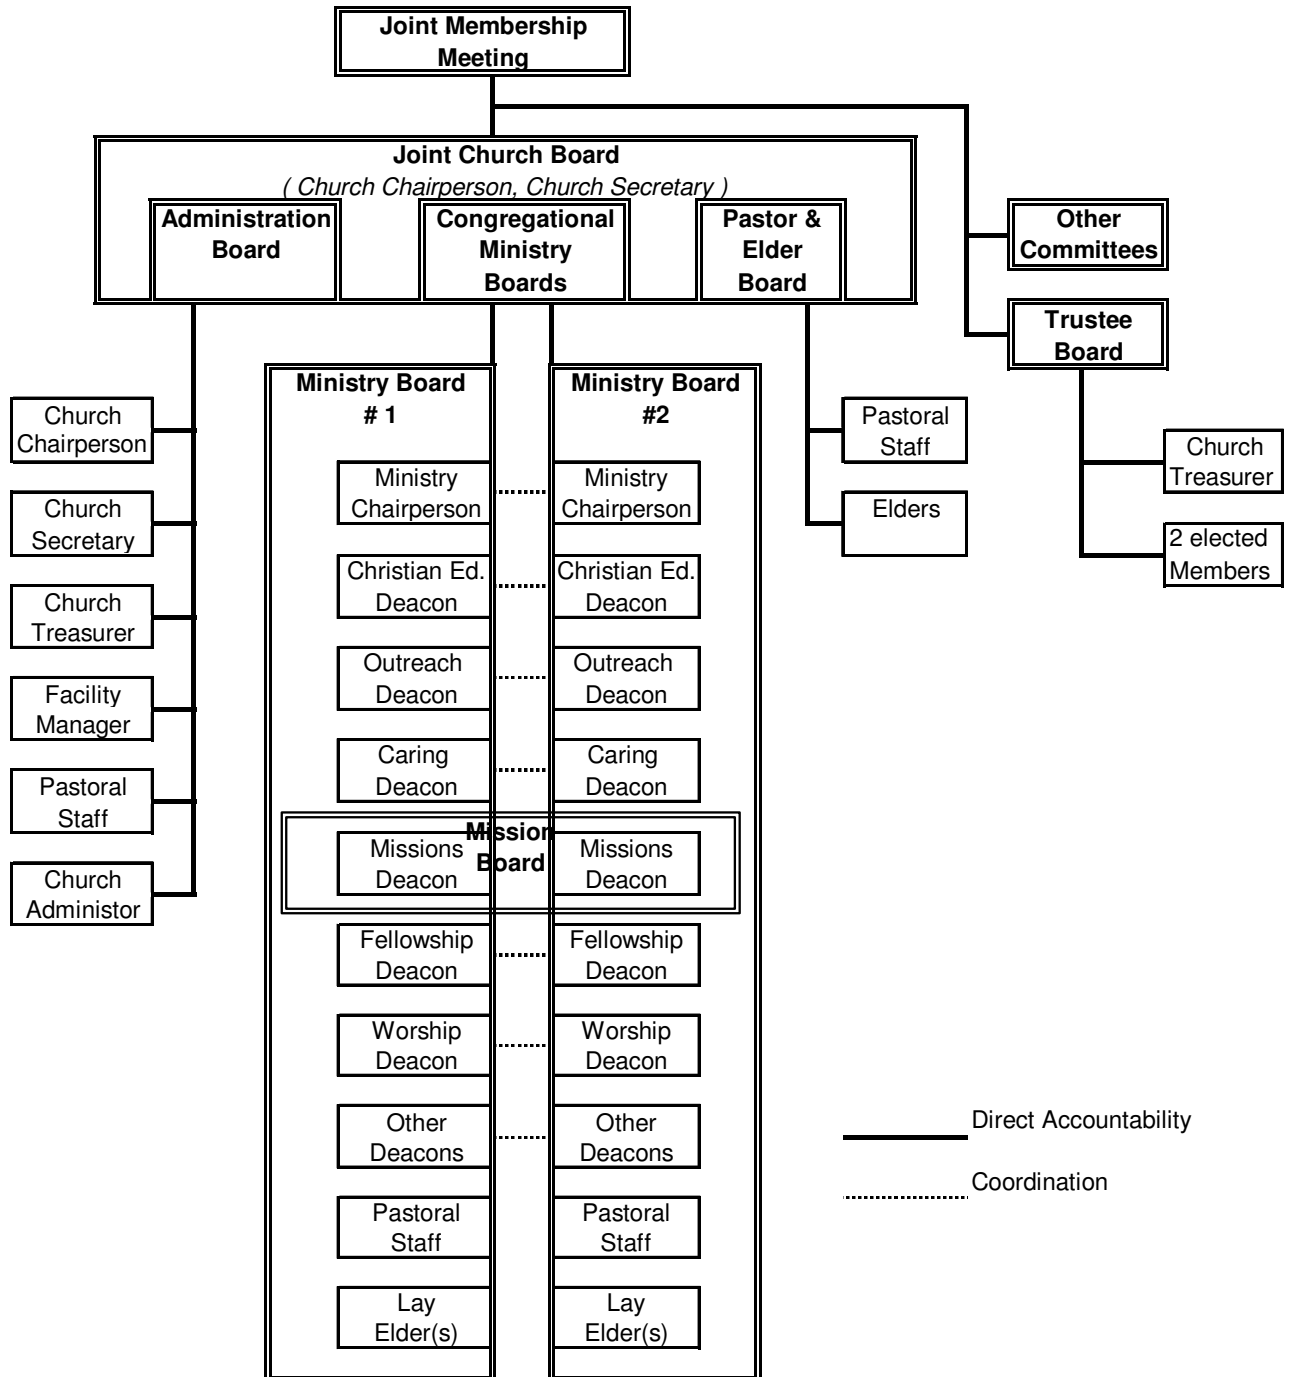 Joint Membership
Meeting
Joint Church Board
( Church Chairperson, Church Secretary )
Administration
Board
Congregational
Ministry
Boards
Pastor &
Elder
Board
Other
Committees
Trustee
Board
Church
Treasurer
2 elected
Members
Pastoral
Staff
Elders
Church
Chairperson
Church
Secretary
Church
Treasurer
Facility
Manager
Pastoral
Staff
Church
Administor
Ministry Board
# 1
Ministry Board
#2
Ministry
Chairperson
Ministry
Chairperson
Christian Ed.
Deacon
Christian Ed.
Deacon
Outreach
Deacon
Outreach
Deacon
Caring
Deacon
Caring
Deacon
Mission
Board
Missions
Deacon
Missions
Deacon
Fellowship
Deacon
Fellowship
Deacon
Worship
Deacon
Worship
Deacon
Other
Deacons
Other
Deacons
Pastoral
Staff
Pastoral
Staff
Lay
Elder(s)
Lay
Elder(s)
Direct Accountability
Coordination